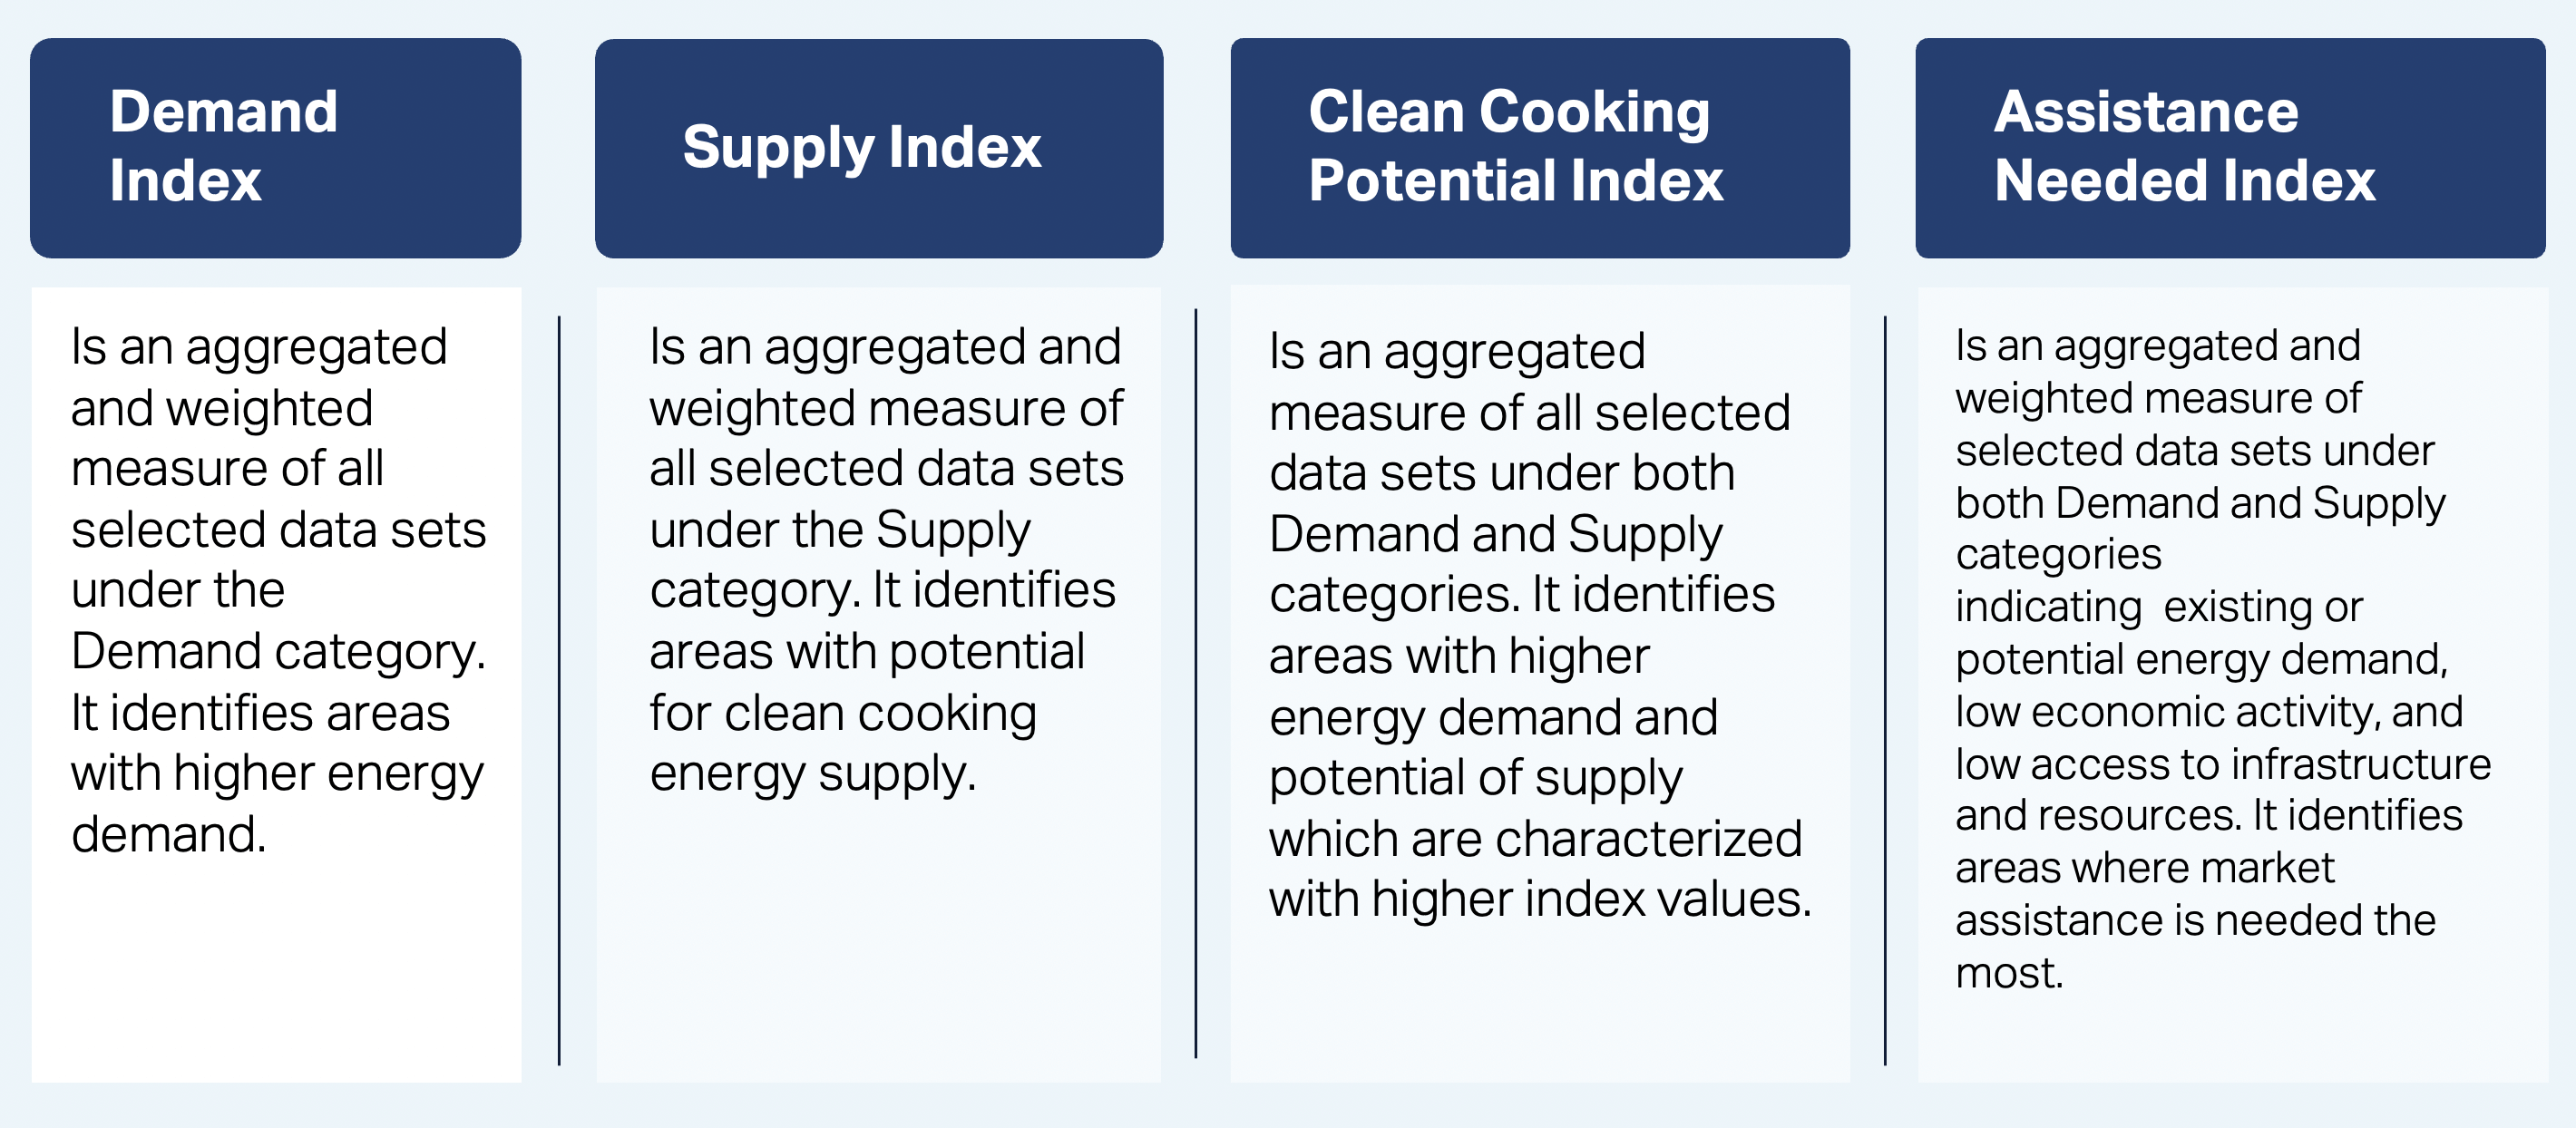 Demand
Index
Is an aggregated
and weighted
measure of all
selected data sets
under the
Demand category.
It identifies areas
with higher energy
demand.
Supply Index
Is an aggregated and
weighted measure of
all selected data sets
under the Supply
category. It identifies
areas with potential
for clean cooking
energy supply.
Clean Cooking
Potential Index
Is an aggregated
measure of all selected
data sets under both
Demand and Supply
categories. It identifies
areas with higher
energy demand and
potential of supply
which are characterized
with higher index values.
Assistance
Needed Index
Is an aggregated and
weighted measure of
selected data sets under
both Demand and Supply
categories
indicating  existing or
potential energy demand,
low economic activity, and
low access to infrastructure
and resources. It identifies
areas where market
assistance is needed the
most.